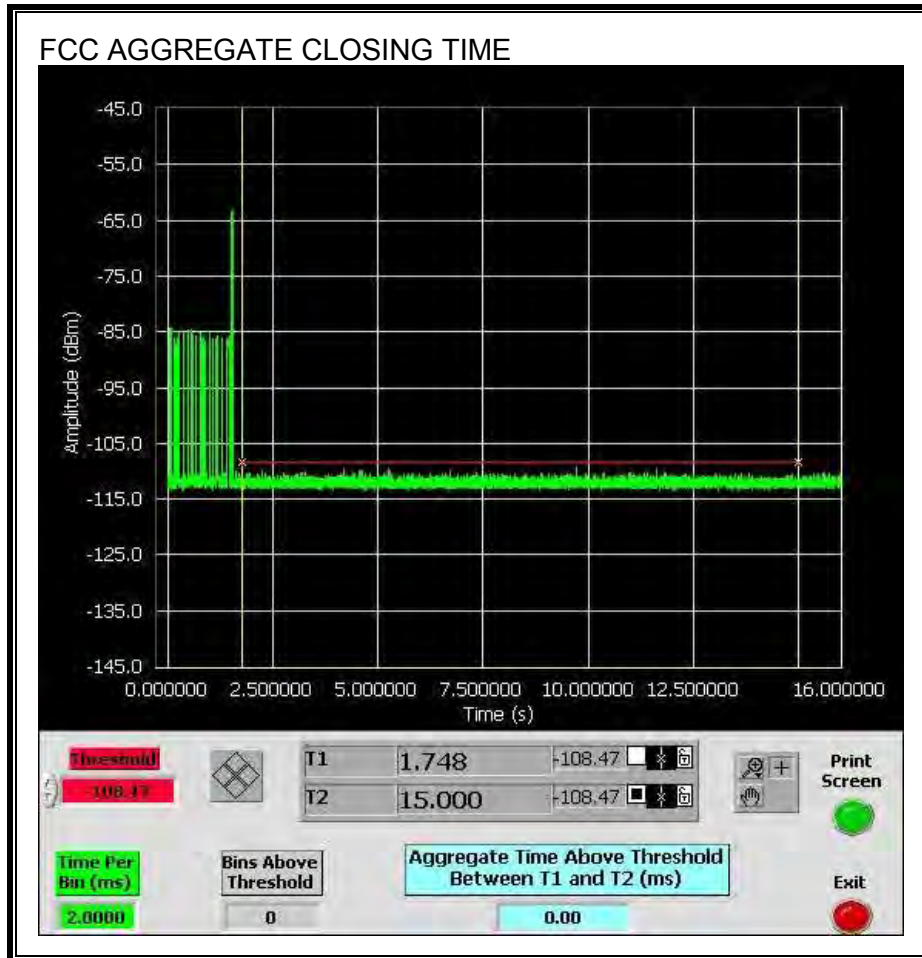 FCC AGGREGATE CLOSING TIME
-45.0
-55.0
-65.0
-75.0
-85.0
-95.0
-105.0
-115.0
-125.0
-135.0
-145.0
Amplitude (dBm)
0.000000 2.500000 5.000000 7.500000 10.000000 12.500000 16.000000
Time (s)
Threshold
-108.47
T1 1.748 -108.47
T2 15.000 -108.47
Print
Screen
Time Per
Bin (ms)
2.0000
Bins Above
Threshold
0
Aggregate Time Above Threshold
Between T1 and T2 (ms)
0.00
Exit